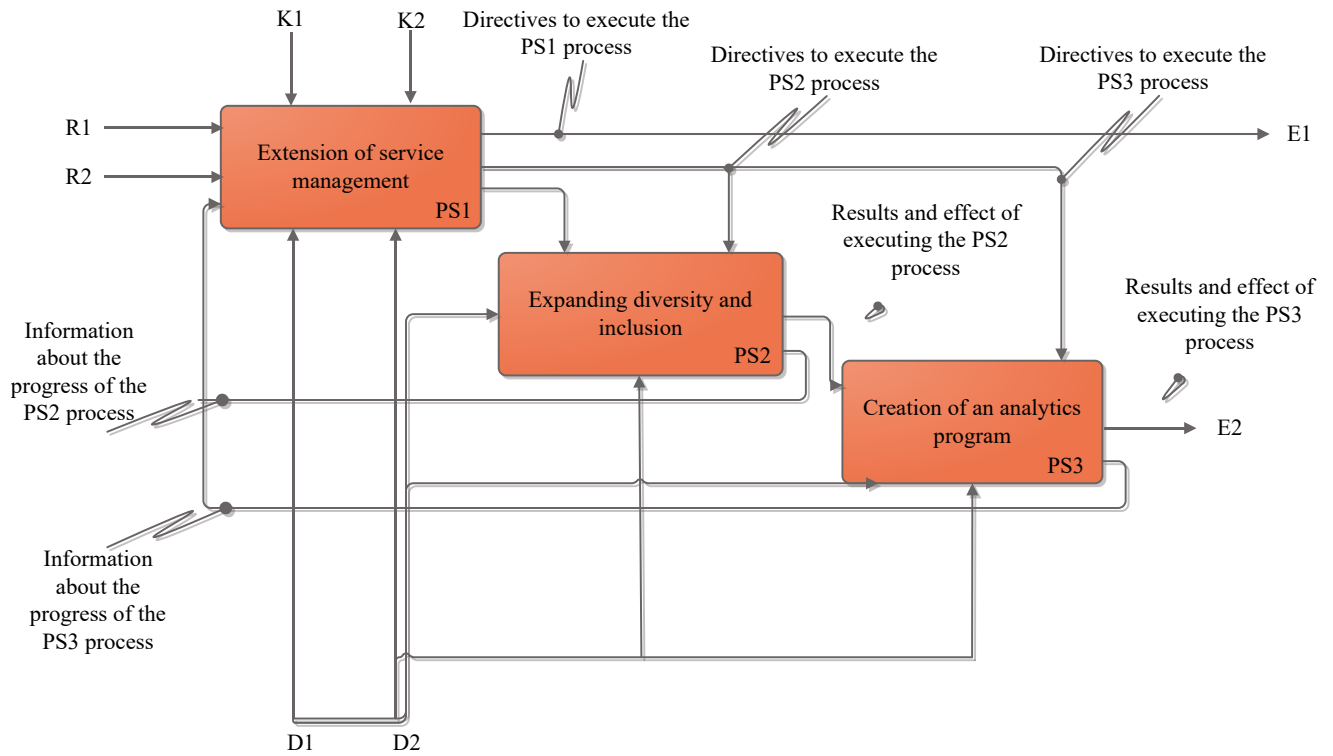 K1
K2
Directives to execute the
PS1 process
Directives to execute the
PS2 process
Directives to execute the
PS3 process
R1
R2
E1
Extension of service
management
PS1
Results and effect of
executing the PS2
process
Expanding diversity and
inclusion
PS2
Results and effect of
executing the PS3
process
Information
about the
progress of the
PS2 process
Creation of an analytics
program
PS3
E2
Information
about the
progress of the
PS3 process
D1
D2